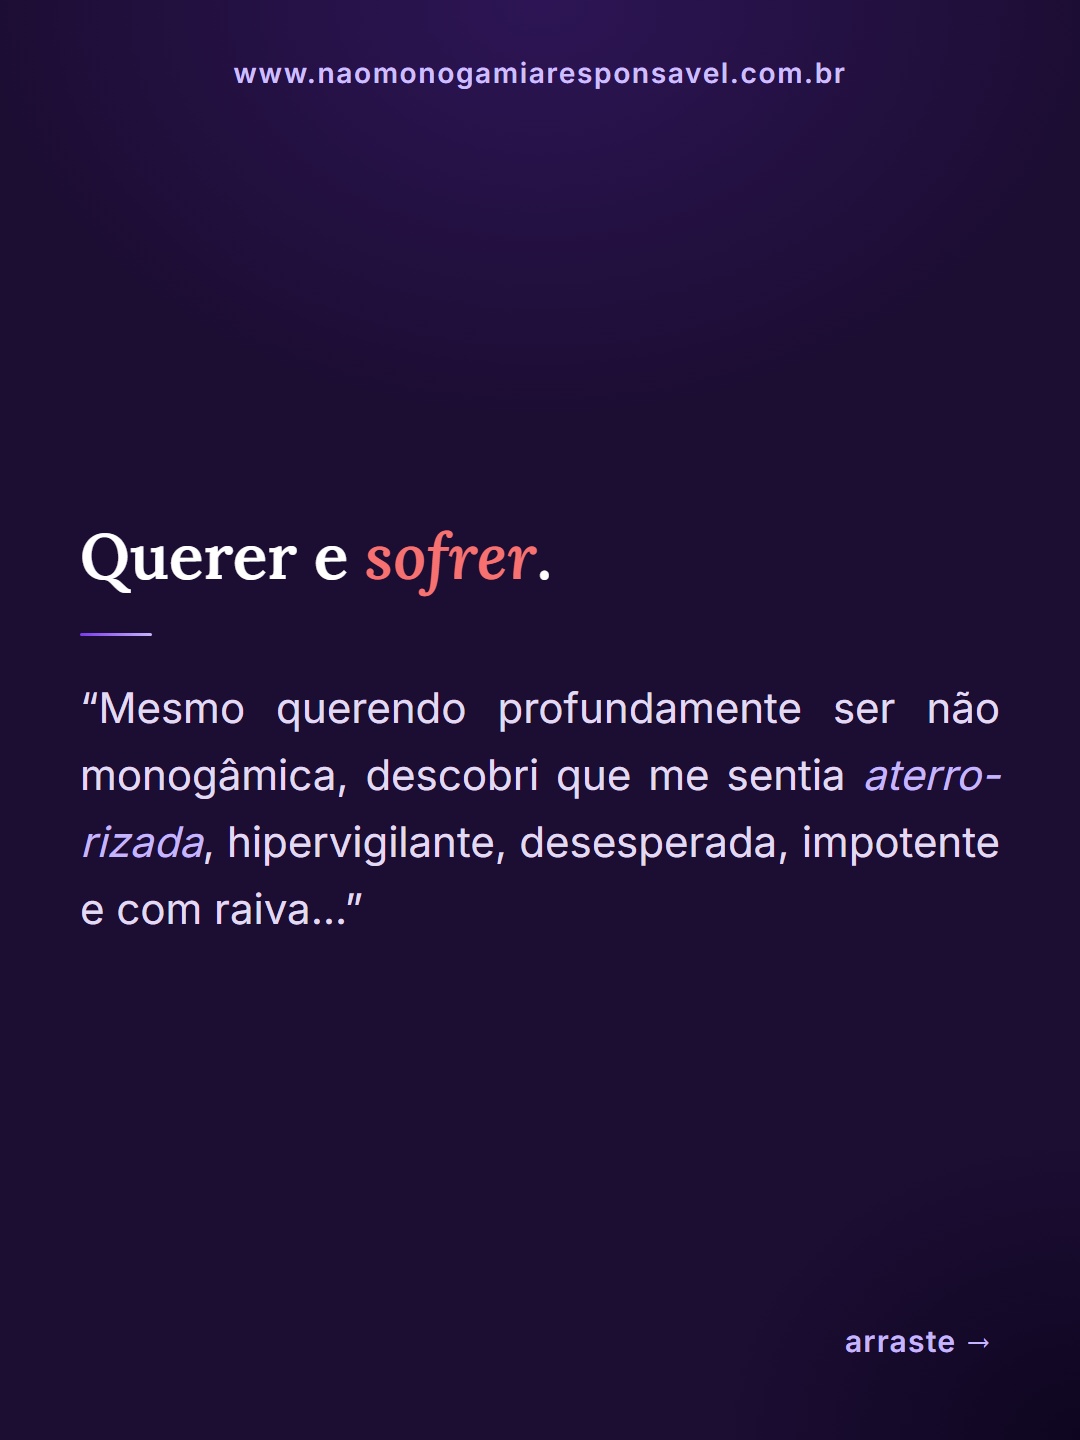 www.naomonogamiaresponsavel.com.br
Querer e sofrer.
“Mesmo querendo profundamente ser não
monogâmica, descobri que me sentia aterro-
rizada, hipervigilante, desesperada, impotente
e com raiva...”
arraste →